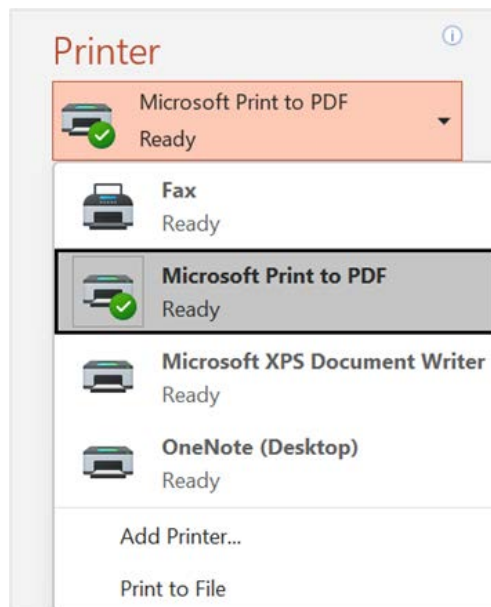 Printer
Microsoft Print to PDF
Ready
Fax
Ready
Microsoft Print to PDF
Ready
Microsoft XPS Document Writer
Ready
OneNote (Desktop)
Ready
Add Printer...
Print to File